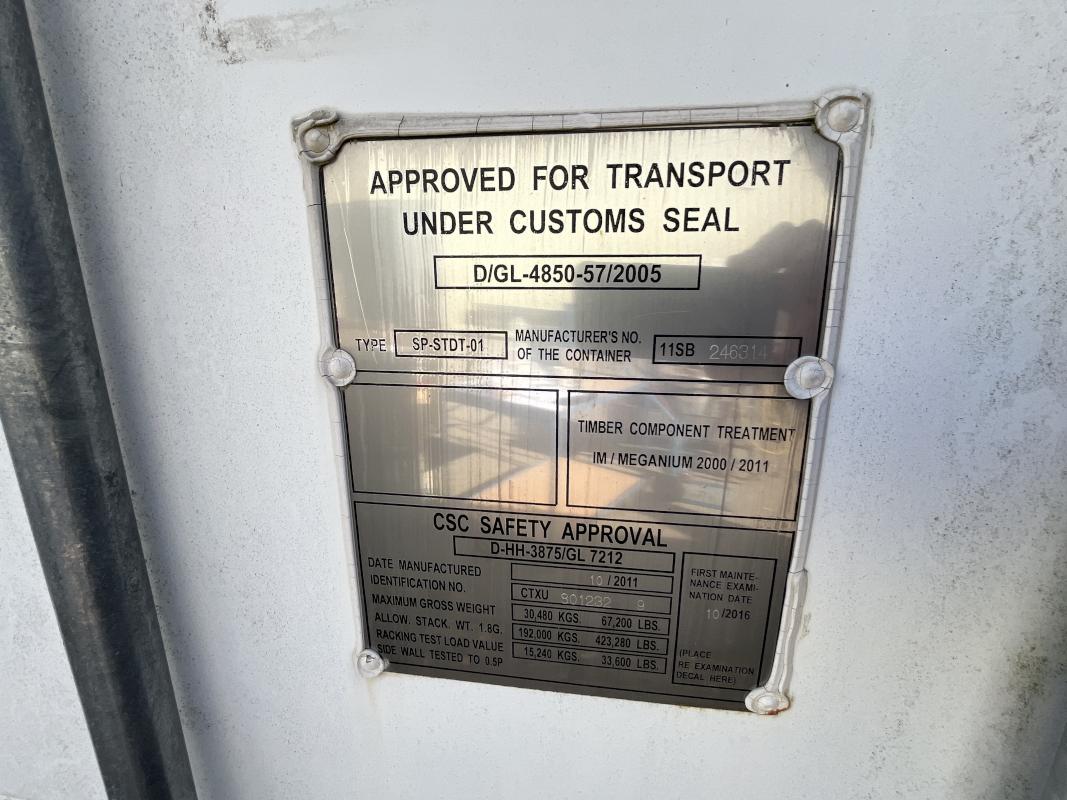 APPROVED FOR TRANSPORT
UNDER CUSTOMS SEAL
D/GL-4850-57/2005
TYPE SP-STDT-01 MANUFACTURER'S NO. OF THE CONTAINER 11SB 246314
TIMBER COMPONENT TREATMENT
IM / MEGANIUM 2000 / 2011
CSC SAFETY APPROVAL
D-HH-3875/GL 7212
DATE MANUFACTURED 10 / 2011
IDENTIFICATION NO. CTXU 801232 9
MAXIMUM GROSS WEIGHT 30,480 KGS. 67,200 LBS.
ALLOW. STACK. WT. 1.8G. 192,000 KGS. 423,280 LBS.
RACKING TEST LOAD VALUE 15,240 KGS. 33,600 LBS.
SIDE WALL TESTED TO 0.5P
FIRST MAINTE-
NANCE EXAMI-
NATION DATE
10/2016
(PLACE
RE EXAMINATION
DECAL HERE)